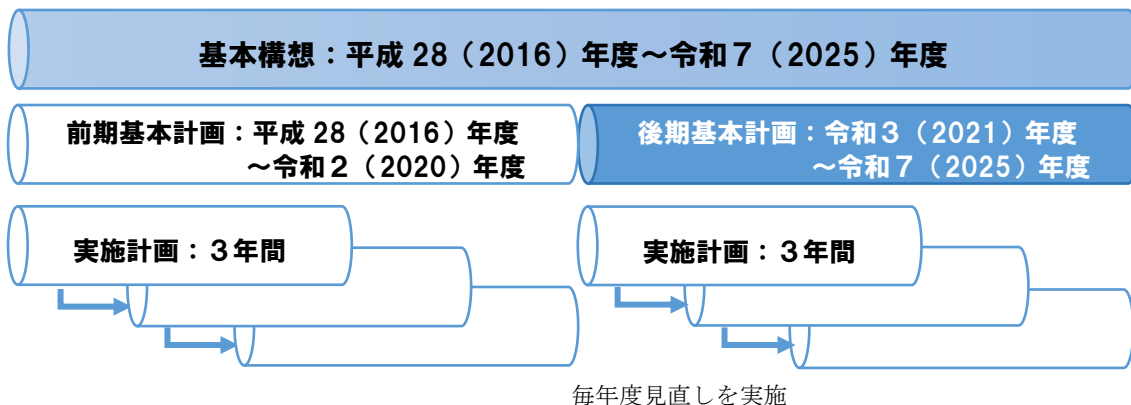 基本構想：平成 28（2016）年度～令和７（2025）年度
前期基本計画：平成 28（2016）年度
～令和２（2020）年度
後期基本計画：令和３（2021）年度
～令和７（2025）年度
実施計画：３年間
実施計画：３年間
毎年度見直しを実施